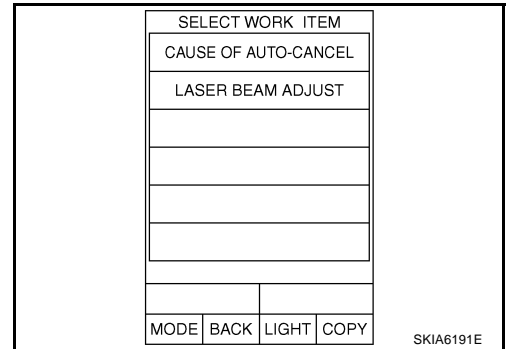 SELECT WORK ITEM
CAUSE OF AUTO-CANCEL
LASER BEAM ADJUST
MODE BACK LIGHT COPY
SKIA6191E